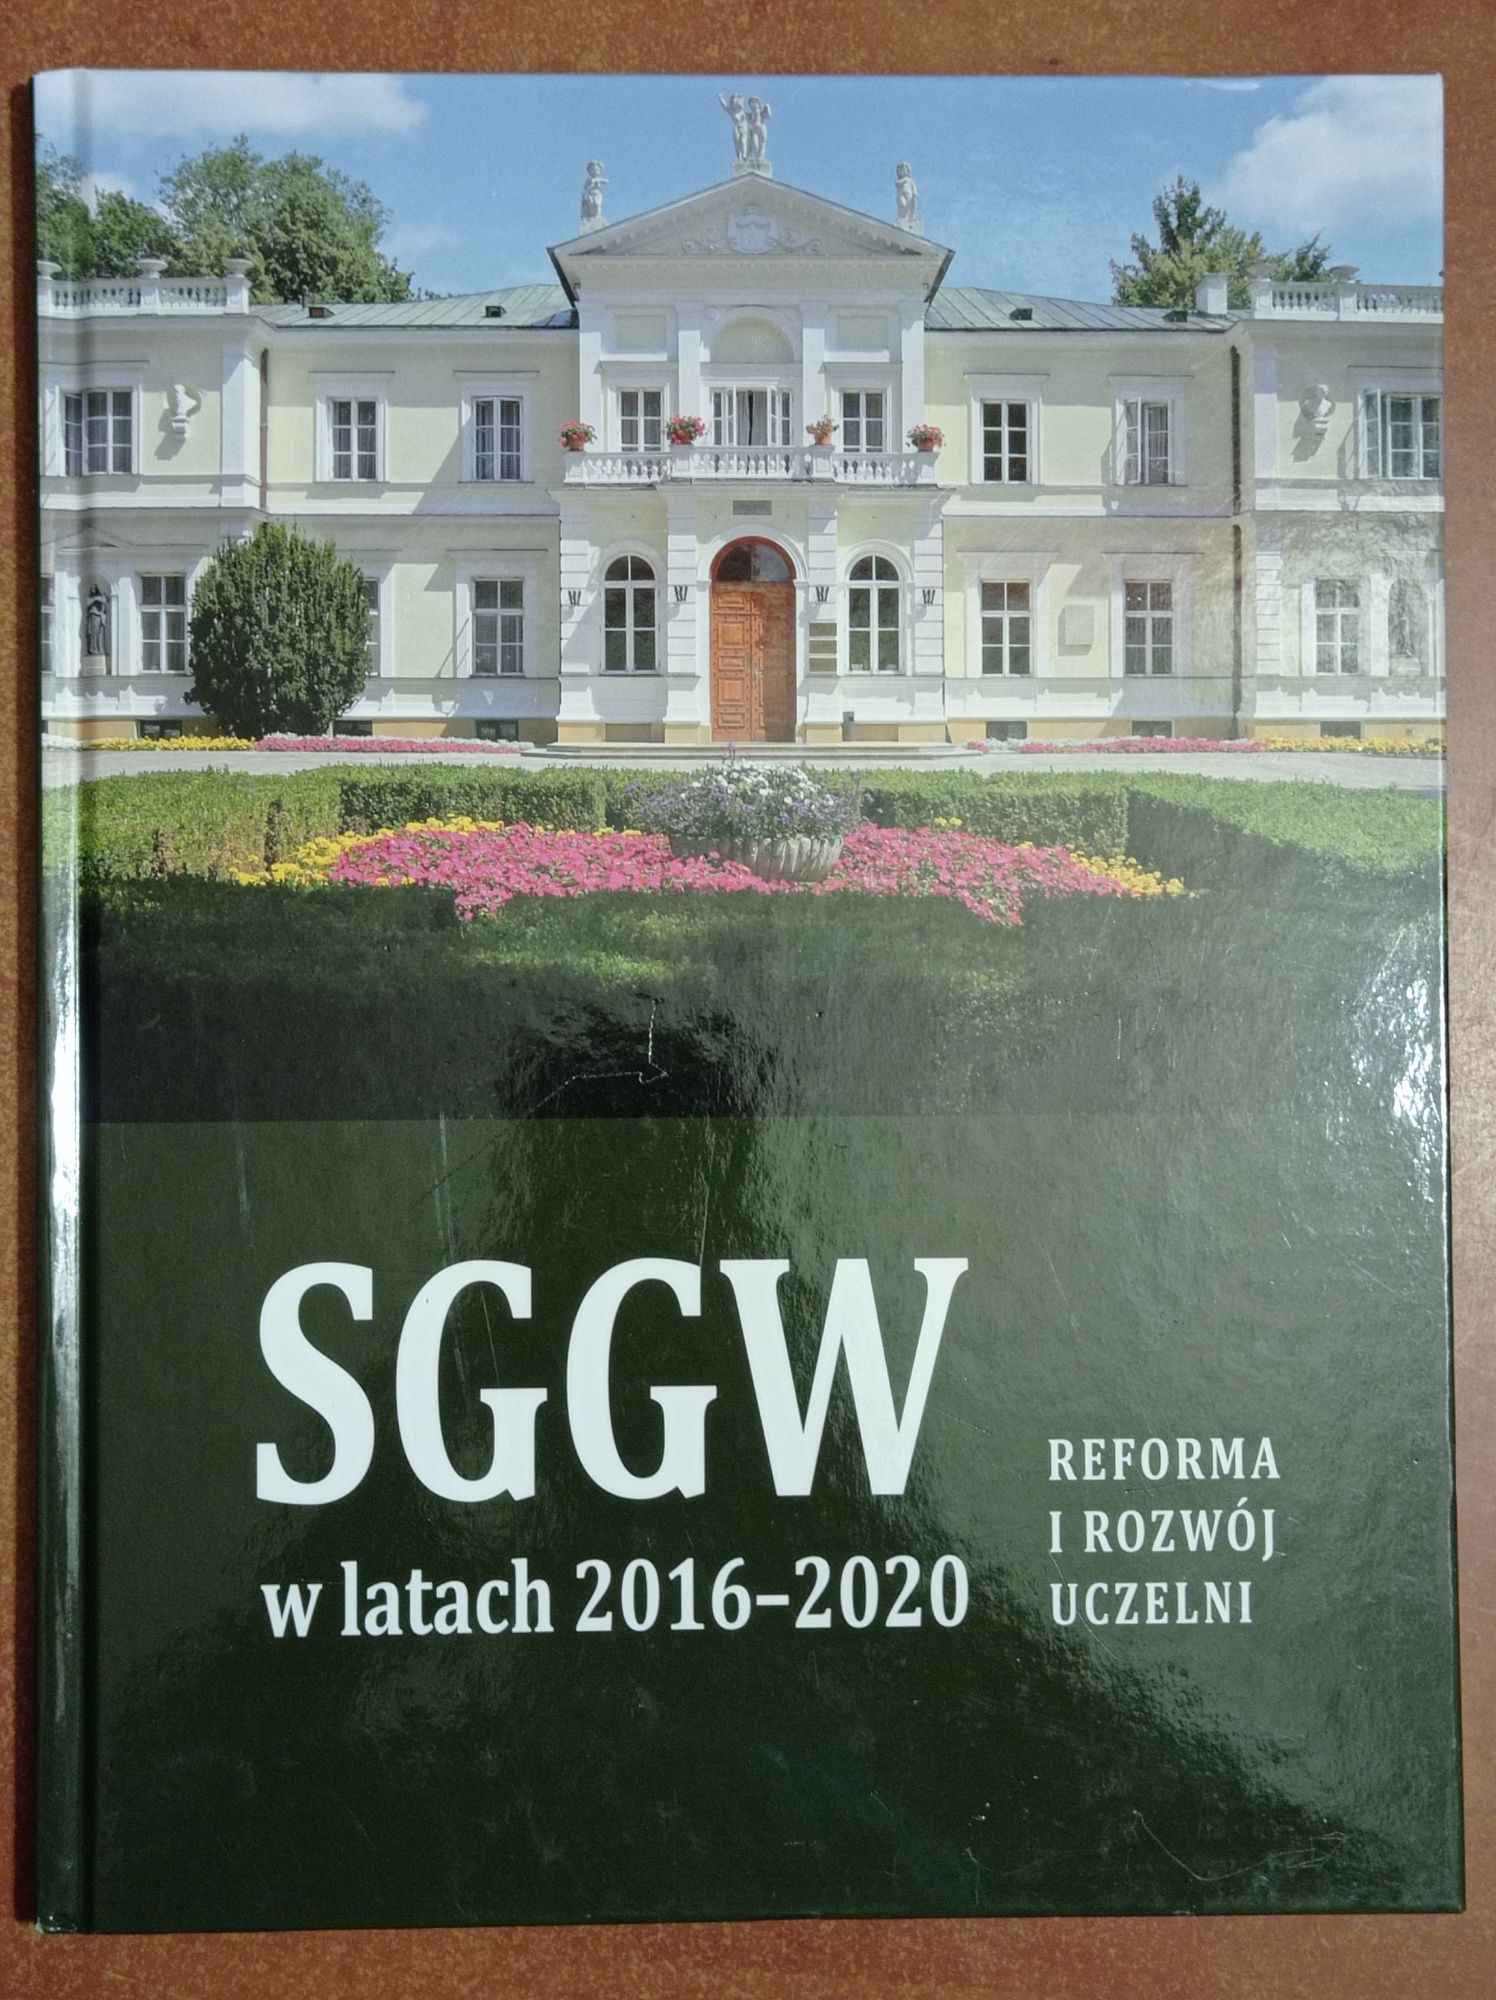 SGGW
w latach 2016–2020
REFORMA
I ROZWÓJ
UCZELNI